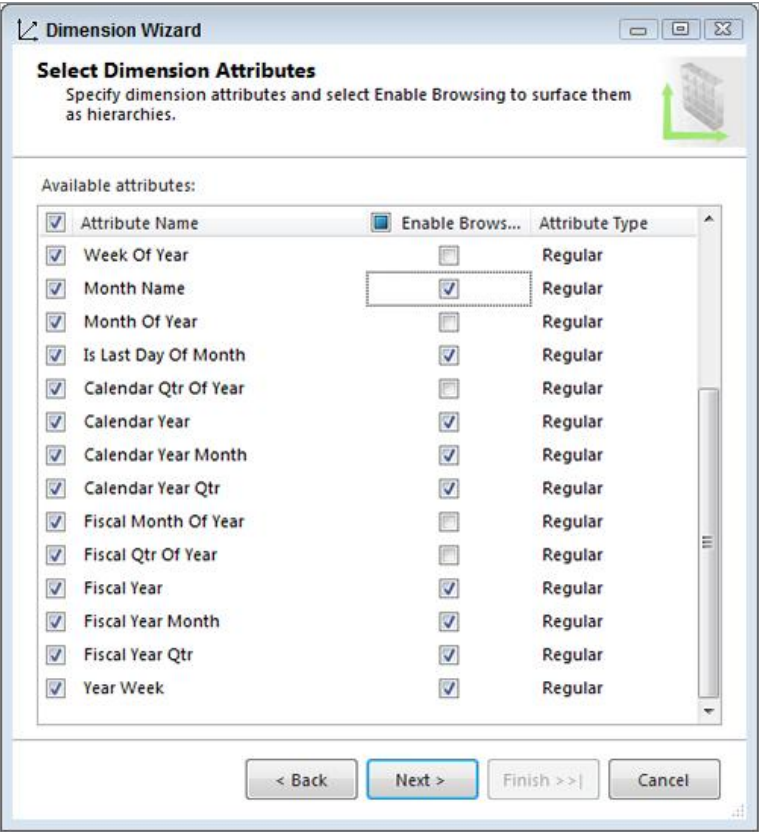 Dimension Wizard
Select Dimension Attributes
Specify dimension attributes and select Enable Browsing to surface them
as hierarchies.
Available attributes:
Attribute Name Enable Brows... Attribute Type
Week Of Year Regular
Month Name Regular
Month Of Year Regular
Is Last Day Of Month Regular
Calendar Qtr Of Year Regular
Calendar Year Regular
Calendar Year Month Regular
Calendar Year Qtr Regular
Fiscal Month Of Year Regular
Fiscal Qtr Of Year Regular
Fiscal Year Regular
Fiscal Year Month Regular
Fiscal Year Qtr Regular
Year Week Regular
< Back Next > Finish >>| Cancel